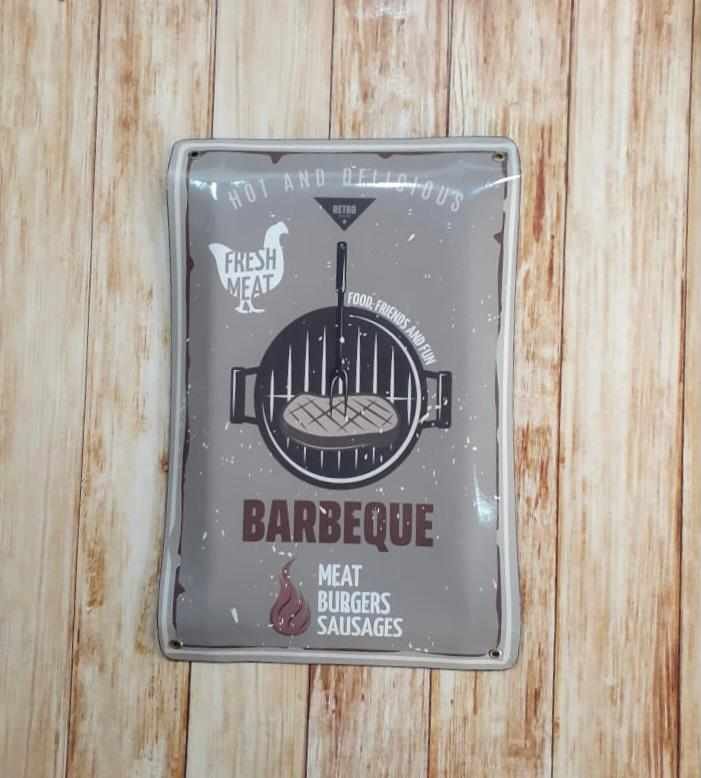 HOT AND DELICIOUS
RETRO
FRESH
MEAT
FOOD, FRIENDS AND FUN
BARBEQUE
MEAT
BURGERS
SAUSAGES